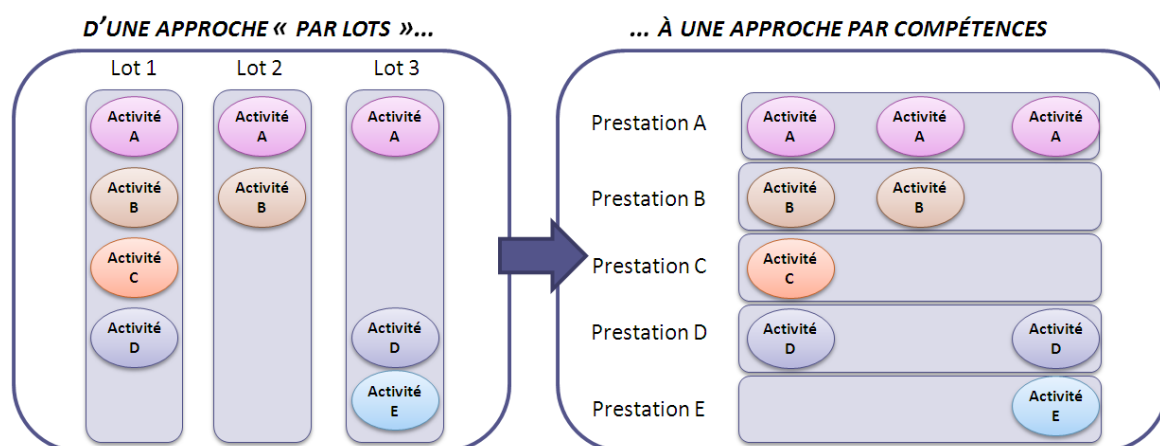 D'UNE APPROCHE « PAR LOTS »...
Lot 1
Lot 2
Lot 3
Activité
A
Activité
A
Activité
A
Activité
B
Activité
B
Activité
C
Activité
D
Activité
D
Activité
E
... À UNE APPROCHE PAR COMPÉTENCES
Prestation A
Activité
A
Activité
A
Activité
A
Prestation B
Activité
B
Activité
B
Prestation C
Activité
C
Prestation D
Activité
D
Activité
D
Prestation E
Activité
E